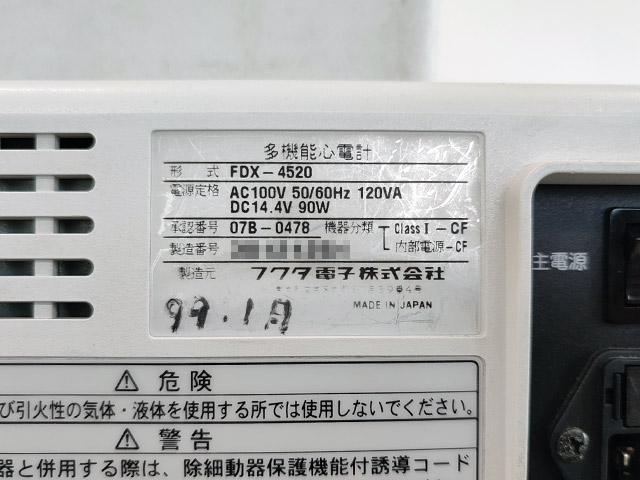 多機能心電計
形 式 FDX-4520
電源定格 AC100V 50/60Hz 120VA
DC14.4V 90W
承認番号 07B-0478 機器分類 ClassⅠ-CF
内部電源-CF
製造番号
製造元 フクダ電子株式会社
MADE IN JAPAN
99.1月
主電源
⚠ 危険
び引火性の気体・液体を使用する所では使用しないでください。
⚠ 警告
器と併用する際は、除細動器保護機能付誘導コード